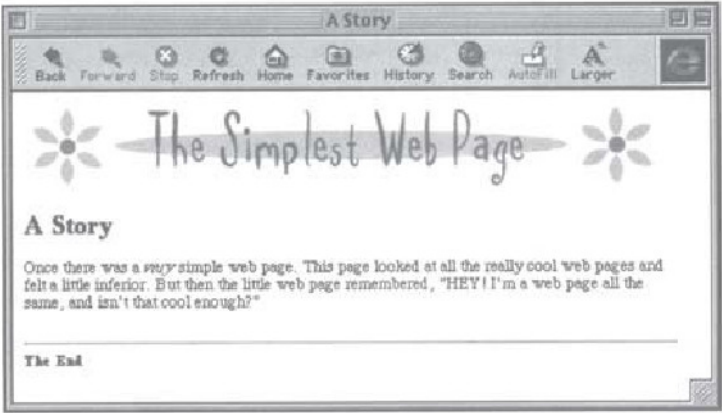 A Story
Back Forward Stop Refresh Home Favorites History Search AutoFill Larger
The Simplest Web Page
A Story
Once there was a very simple web page. This page looked at all the really cool web pages and
felt a little inferior. But then the little web page remembered, "HEY! I'm a web page all the
same, and isn't that cool enough?"
The End